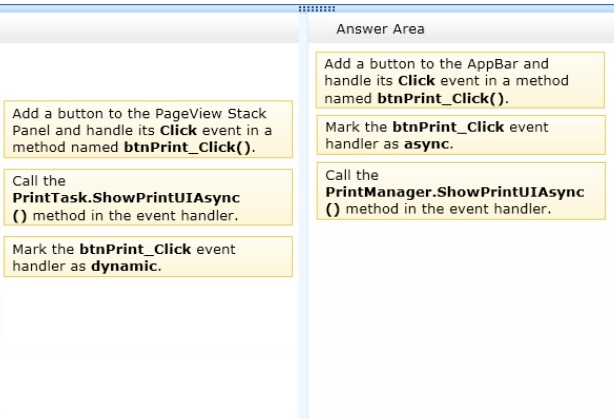 Answer Area
Add a button to the PageView Stack
Panel and handle its Click event in a
method named btnPrint_Click().
Call the
PrintTask.ShowPrintUIAsync
() method in the event handler.
Mark the btnPrint_Click event
handler as dynamic.
Add a button to the AppBar and
handle its Click event in a method
named btnPrint_Click().
Mark the btnPrint_Click event
handler as async.
Call the
PrintManager.ShowPrintUIAsync
() method in the event handler.